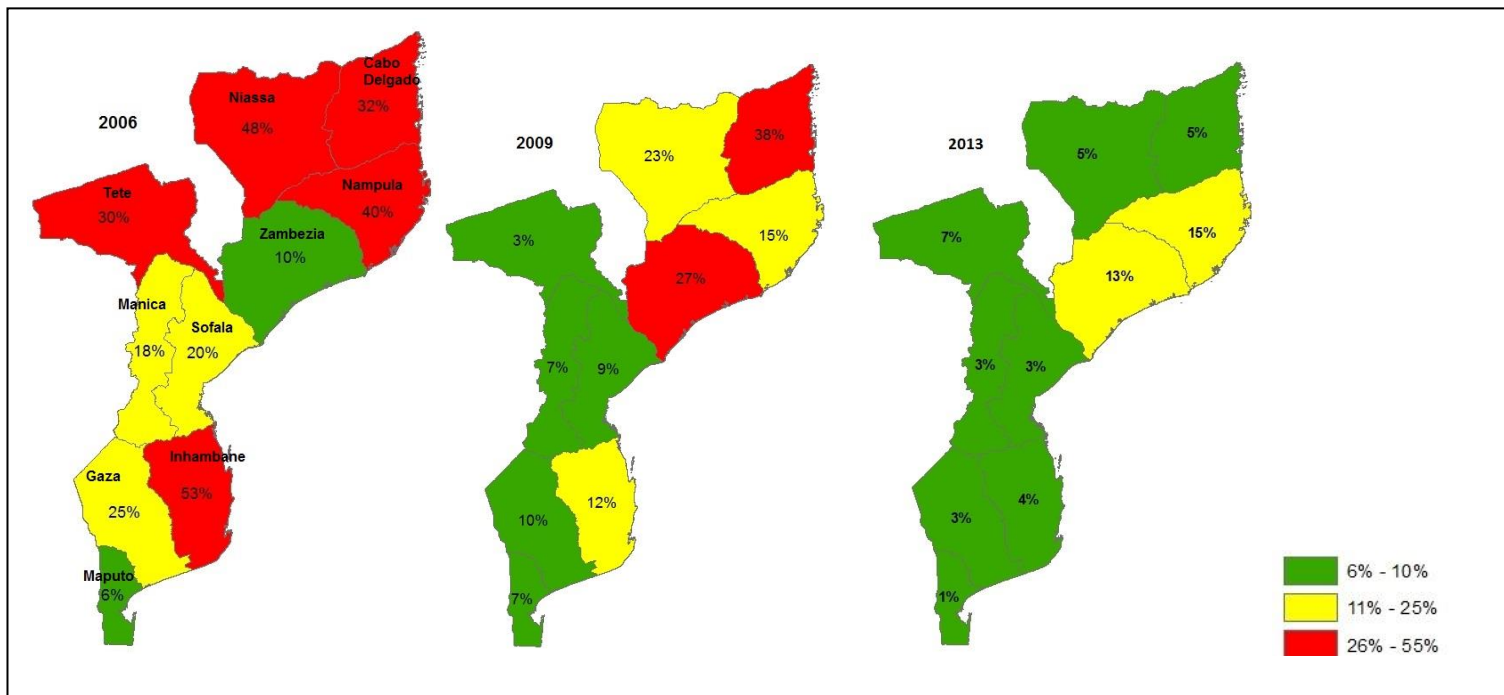 2006
Cabo
Delgado
32%
Niassa
48%
Tete
30%
Nampula
40%
Zambezia
10%
Manica
18%
Sofala
20%
Inhambane
53%
Gaza
25%
Maputo
6%
2009
38%
23%
15%
3%
27%
7%
9%
12%
10%
7%
2013
5%
5%
7%
15%
13%
3%
3%
4%
3%
1%
6% - 10%
11% - 25%
26% - 55%